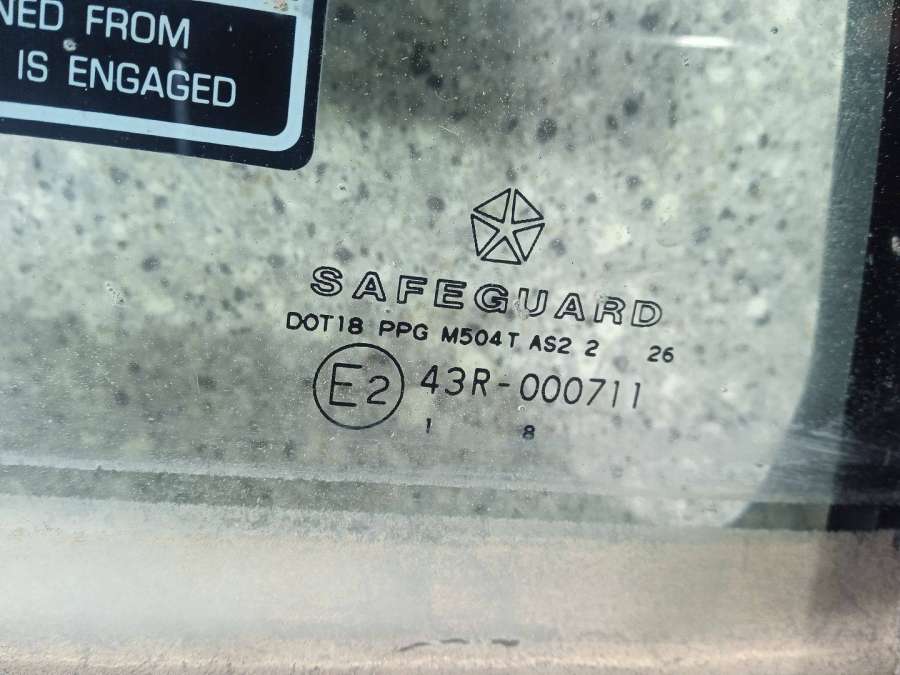 NED FROM
IS ENGAGED
SAFEGUARD
DOT18 PPG M504T AS2 2 26
E2 43R-000711
1 8